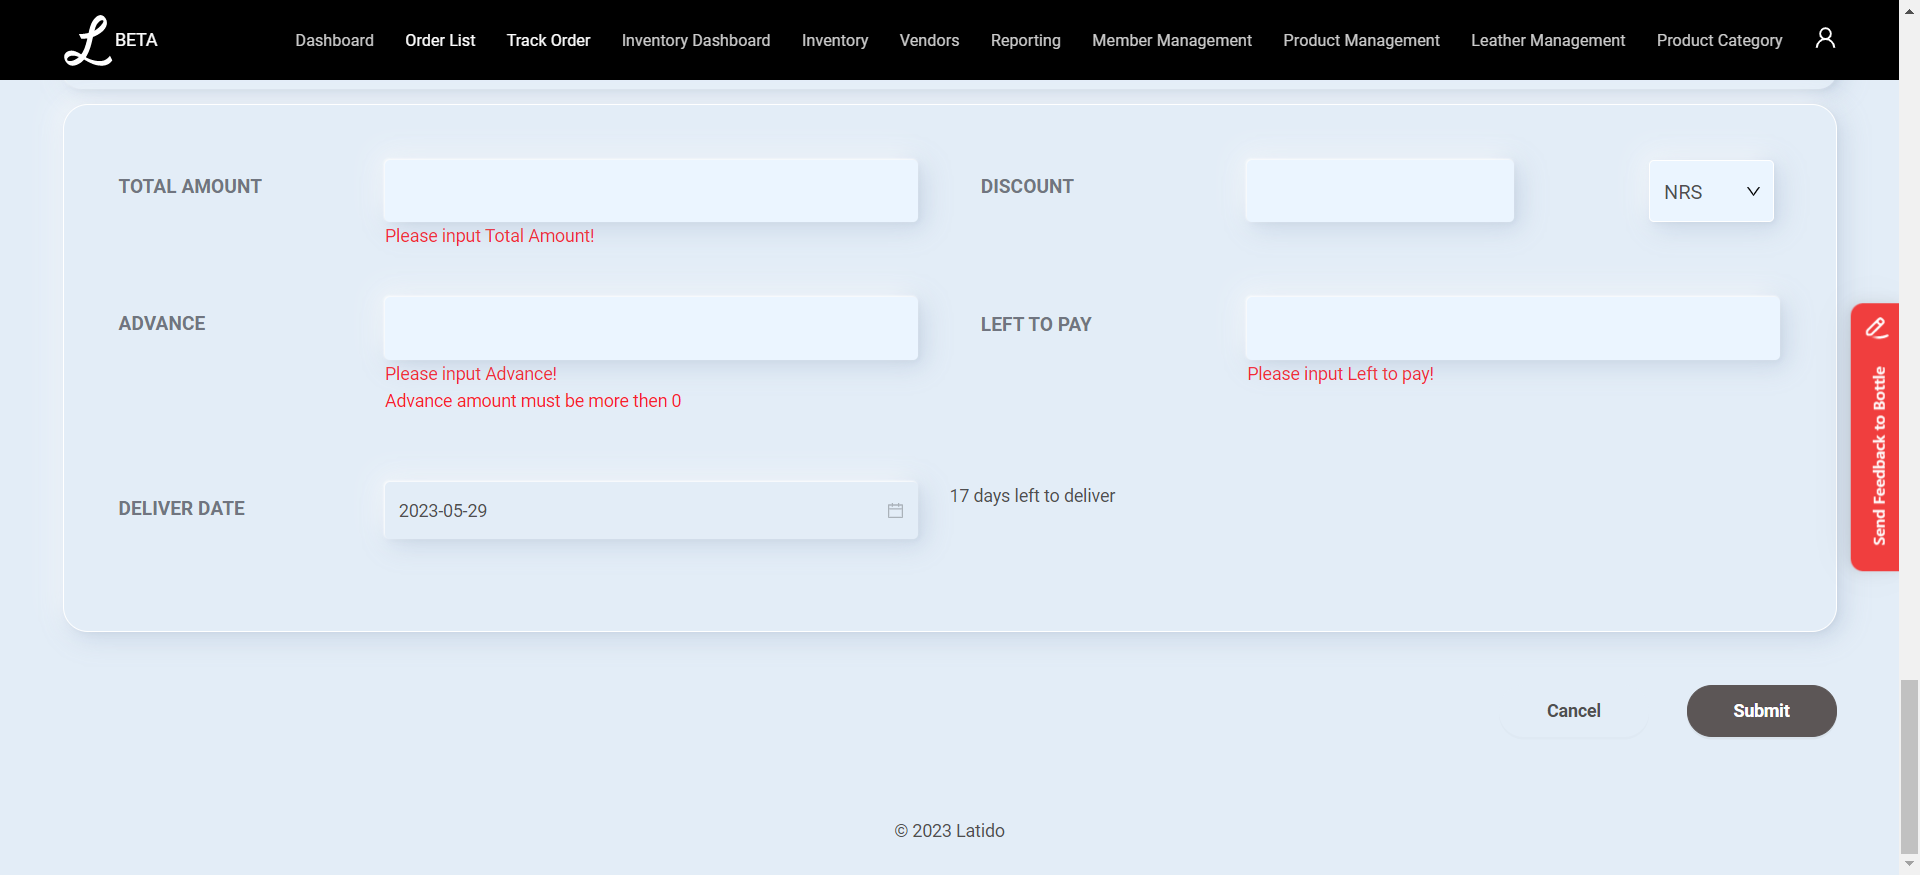 L BETA Dashboard Order List Track Order Inventory Dashboard Inventory Vendors Reporting Member Management Product Management Leather Management Product Category
TOTAL AMOUNT
Please input Total Amount!
DISCOUNT
NRS
ADVANCE
Please input Advance!
Advance amount must be more then 0
LEFT TO PAY
Please input Left to pay!
DELIVER DATE
2023-05-29
17 days left to deliver
Send Feedback to Bottle
Cancel
Submit
© 2023 Latido